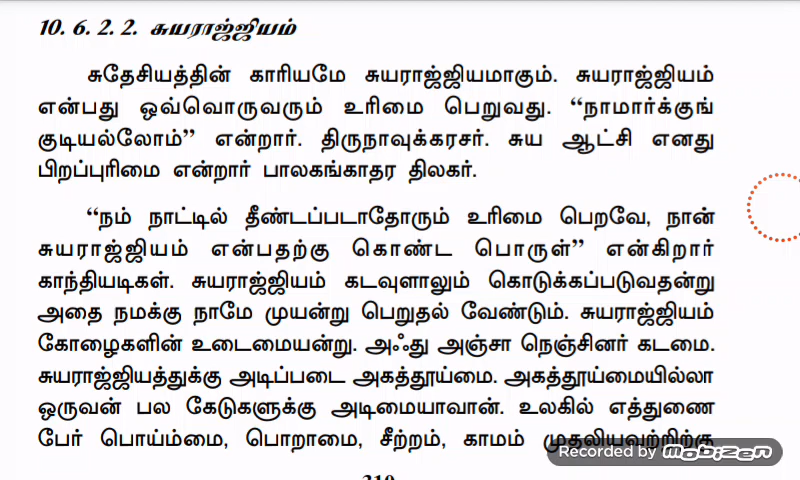 10. 6. 2. 2. சுயராஜ்ஜியம்
சுதேசியத்தின் காரியமே சுயராஜ்ஜியமாகும். சுயராஜ்ஜியம்
என்பது ஒவ்வொருவரும் உரிமை பெறுவது. “நாமார்க்குங்
குடியல்லோம்” என்றார். திருநாவுக்கரசர். சுய ஆட்சி எனது
பிறப்புரிமை என்றார் பாலகங்காதர திலகர்.
“நம் நாட்டில் தீண்டப்படாதோரும் உரிமை பெறவே, நான்
சுயராஜ்ஜியம் என்பதற்கு கொண்ட பொருள்” என்கிறார்
காந்தியடிகள். சுயராஜ்ஜியம் கடவுளாலும் கொடுக்கப்படுவதன்று
அதை நமக்கு நாமே முயன்று பெறுதல் வேண்டும். சுயராஜ்ஜியம்
கோழைகளின் உடைமையன்று. அஃது அஞ்சா நெஞ்சினர் கடமை.
சுயராஜ்ஜியத்துக்கு அடிப்படை அகத்தூய்மை. அகத்தூய்மையில்லா
ஒருவன் பல கேடுகளுக்கு அடிமையாவான். உலகில் எத்துணை
பேர் பொய்ம்மை, பொறாமை, சீற்றம், காமம் முதலியவற்றிற்கு
Recorded by mobizen